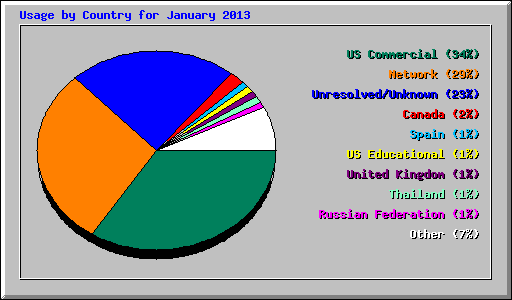 Usage by Country for January 2013
US Commercial (34%)
Network (29%)
Unresolved/Unknown (23%)
Canada (2%)
Spain (1%)
US Educational (1%)
United Kingdom (1%)
Thailand (1%)
Russian Federation (1%)
Other (7%)